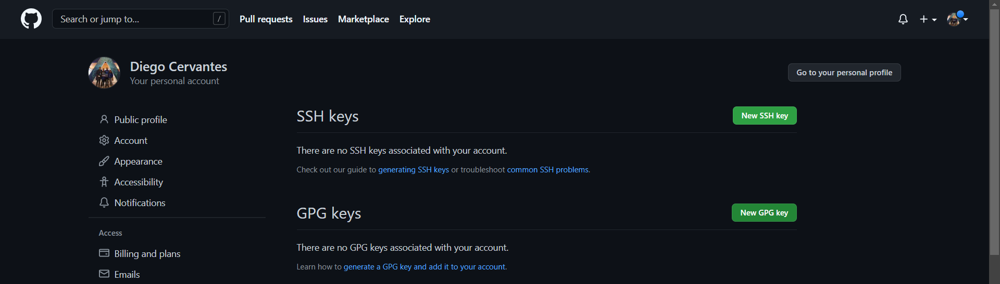 Search or jump to...
/
Pull requests
Issues
Marketplace
Explore
Diego Cervantes
Your personal account
Go to your personal profile
Public profile
Account
Appearance
Accessibility
Notifications
Access
Billing and plans
Emails
SSH keys
New SSH key
There are no SSH keys associated with your account.
Check out our guide to generating SSH keys or troubleshoot common SSH problems.
GPG keys
New GPG key
There are no GPG keys associated with your account.
Learn how to generate a GPG key and add it to your account.